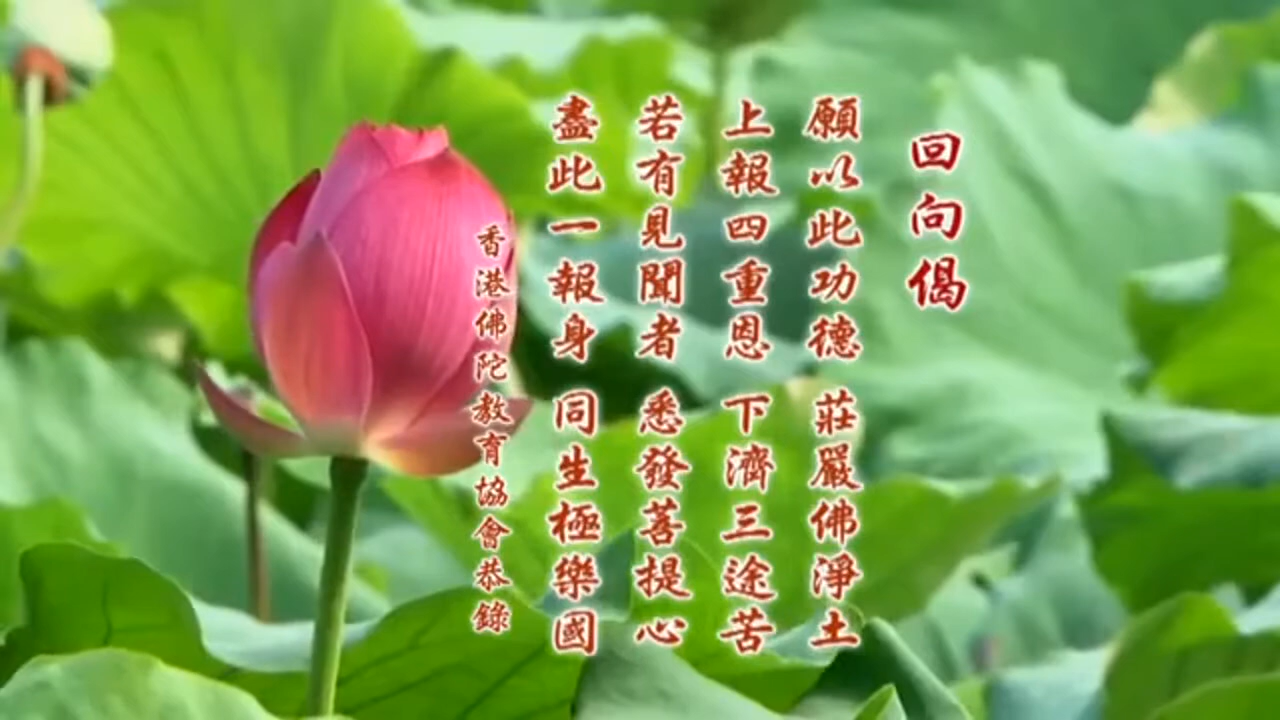 回向偈
願以此功德 莊嚴佛淨土
上報四重恩 下濟三途苦
若有見聞者 悉發菩提心
盡此一報身 同生極樂國
香港佛陀教育協會恭錄